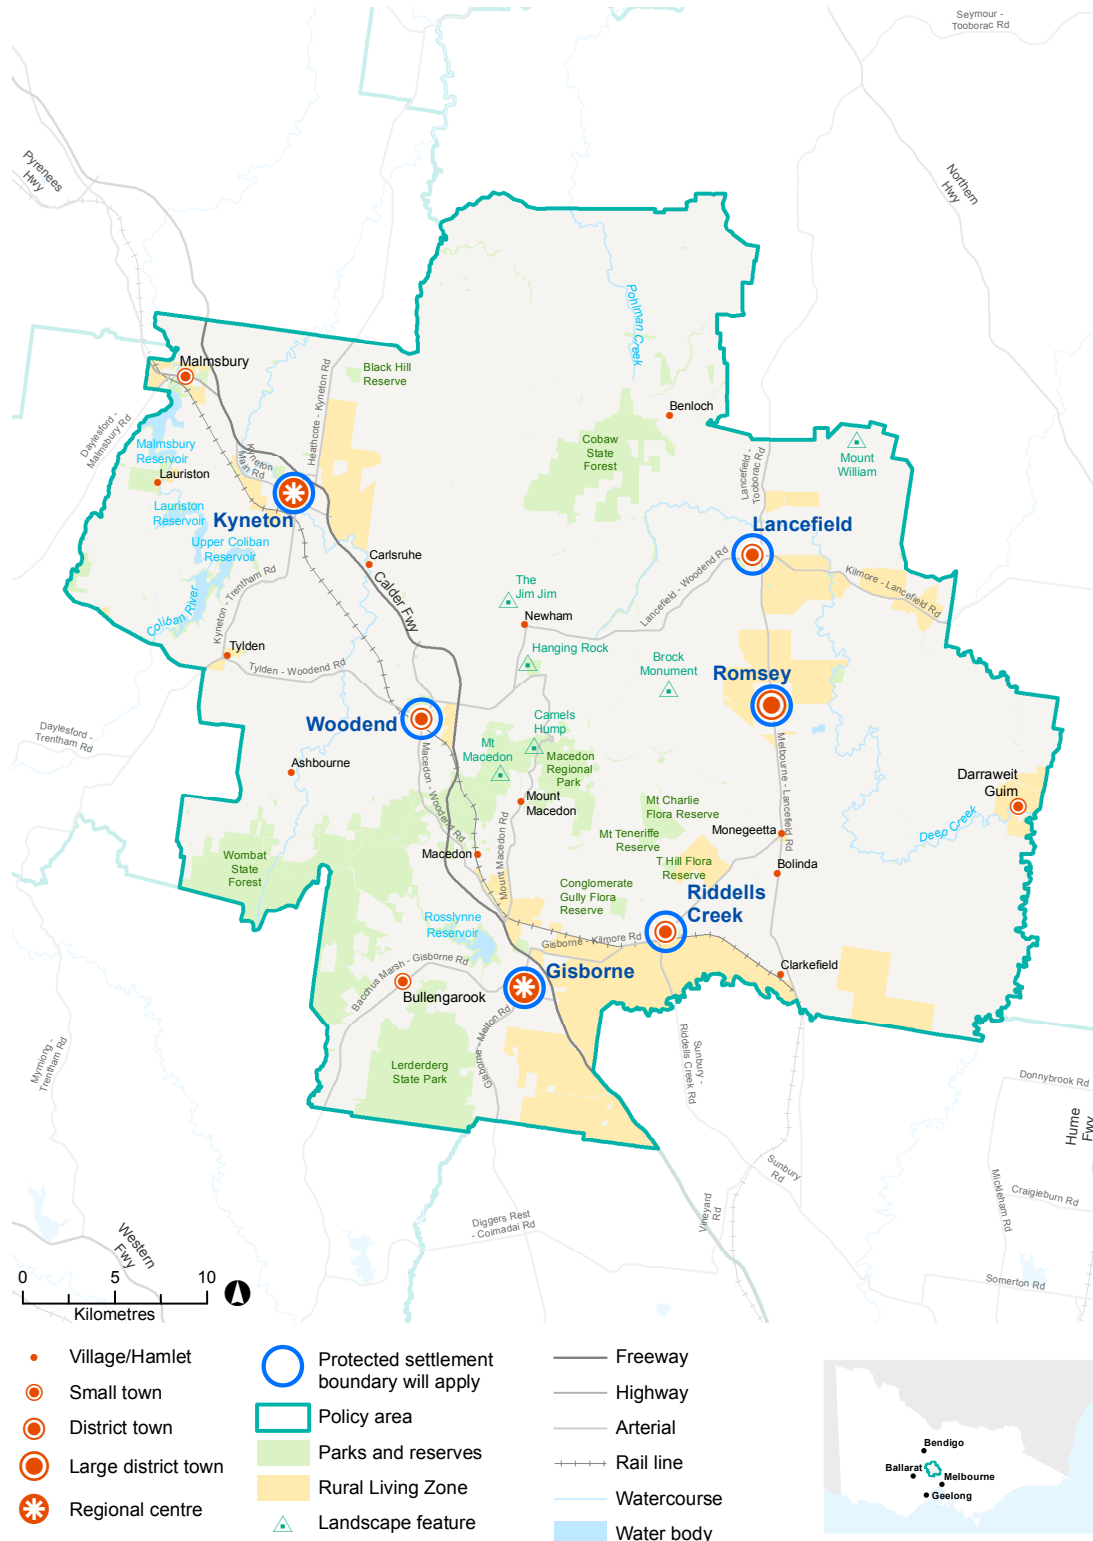 Seymour -
Tooborac Rd
Pyrenees
Hwy
Northern
Hwy
Pohlman Creek
Malmsbury
Black Hill
Reserve
Heathcote - Kyneton Rd
Benloch
Daylesford -
Malmsbury Rd
Malmsbury
Reservoir
Kyneton
Main Rd
Cobaw
State
Forest
Lancefield -
Tooborac Rd
Mount
William
Lauriston
Lauriston
Reservoir
Kyneton
Lancefield
Upper Coliban
Reservoir
Carlsruhe
Calder Fwy
Lancefield - Woodend Rd
Kilmore - Lancefield Rd
Kyneton - Trentham Rd
The
Jim Jim
Coliban River
Newham
Tylden
Tylden - Woodend Rd
Hanging Rock
Brock
Monument
Romsey
Woodend
Camels
Hump
Daylesford -
Trentham Rd
Mt
Macedon
Macedon
Regional
Park
Melbourne - Lancefield Rd
Ashbourne
Macedon - Woodend Rd
Darraweit
Guim
Mount
Macedon
Mt Charlie
Flora Reserve
Deep Creek
Mount Macedon Rd
Mt Teneriffe
Reserve
Monegeetta
Wombat
State
Forest
Macedon
T Hill Flora
Reserve
Bolinda
Conglomerate
Gully Flora
Reserve
Riddells
Creek
Rosslynne
Reservoir
Gisborne - Kilmore Rd
Bacchus Marsh - Gisborne Rd
Gisborne
Clarkefield
Bullengarook
Gisborne - Melton Rd
Myrniong -
Trentham Rd
Sunbury -
Riddells Creek Rd
Lerderderg
State Park
Donnybrook Rd
Hume
Fwy
Sunbury
Rd
Mickleham Rd
Craigieburn Rd
Vineyard
Rd
Diggers Rest
- Coimadai Rd
Western
Fwy
Somerton Rd
0 5 10
Kilometres
Village/Hamlet
Small town
District town
Large district town
Regional centre
Protected settlement
boundary will apply
Policy area
Parks and reserves
Rural Living Zone
Landscape feature
Freeway
Highway
Arterial
Rail line
Watercourse
Water body
Bendigo
Ballarat
Melbourne
Geelong